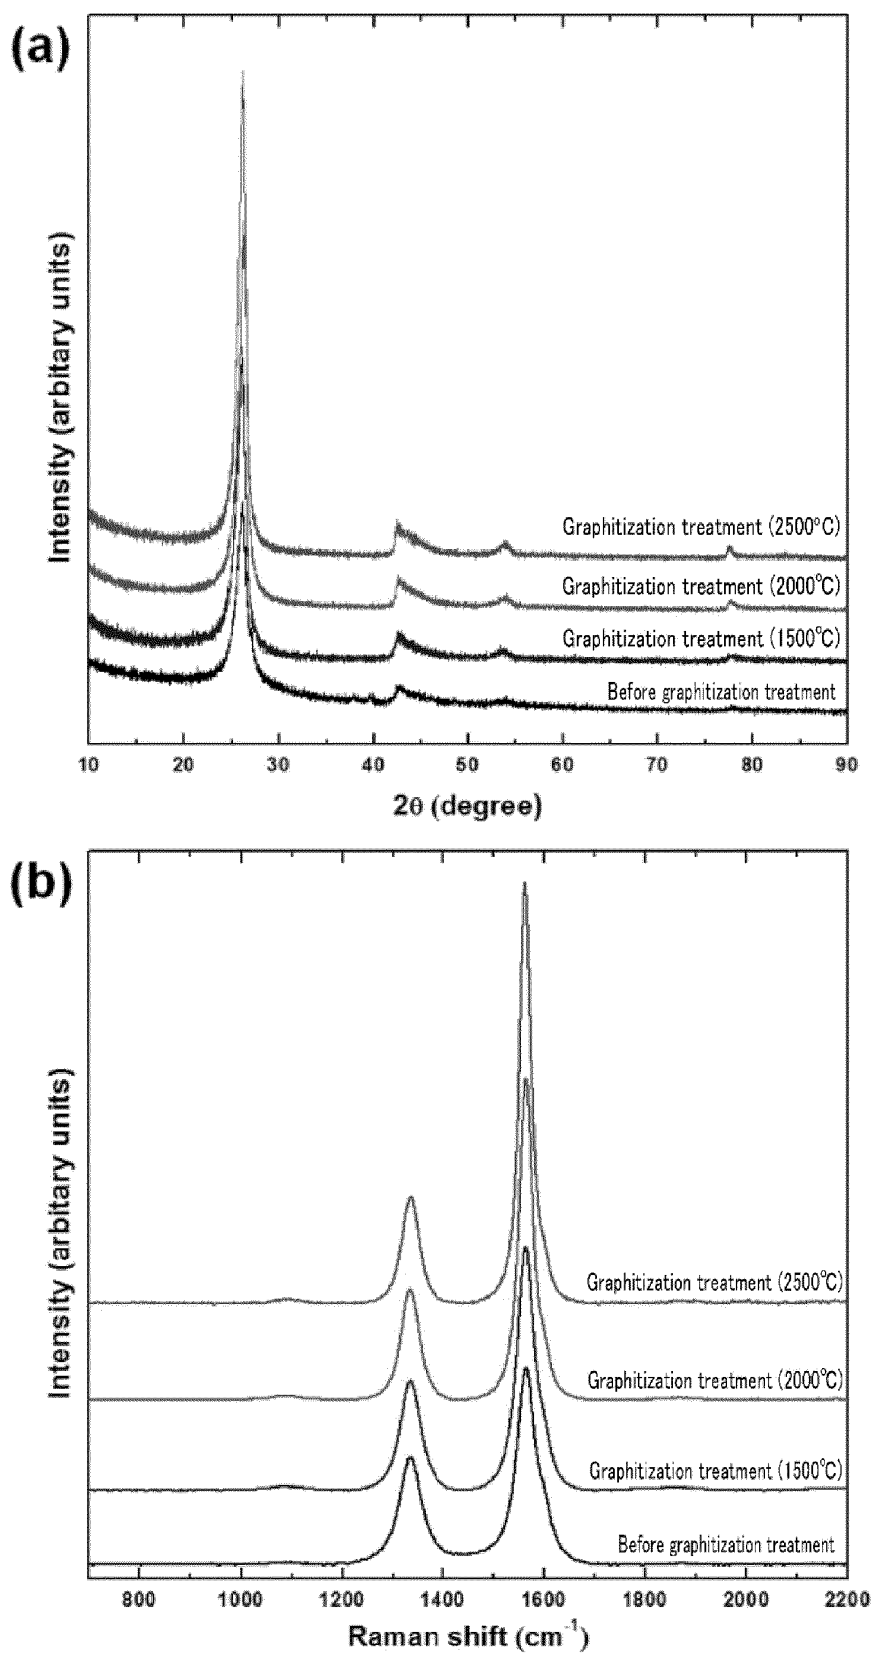 (a)
Intensity (arbitary units)
Graphitization treatment (2500°C)
Graphitization treatment (2000°C)
Graphitization treatment (1500°C)
Before graphitization treatment
10 20 30 40 50 60 70 80 90
2θ (degree)
(b)
Intensity (arbitary units)
Graphitization treatment (2500°C)
Graphitization treatment (2000°C)
Graphitization treatment (1500°C)
Before graphitization treatment
800 1000 1200 1400 1600 1800 2000 2200
Raman shift (cm⁻¹)